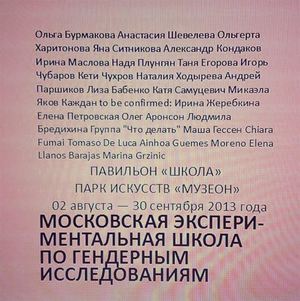 Ольга Бурмакова Анастасия Шевелева Ольгерта
Харитонова Яна Ситникова Александр Кондаков
Ирина Маслова Надя Плунгян Таня Егорова Игорь
Чубаров Кети Чухров Наталия Ходырева Андрей
Паршиков Лиза Бабенко Катя Самуцевич Микаэла
Яков Каждан to be confirmed: Ирина Жеребкина
Елена Петровская Олег Аронсон Людмила
Бредихина Группа "Что делать" Маша Гессен Chiara
Fumai Tomaso De Luca Ainhoa Guemes Moreno Elena
Llanos Barajas Marina Grzinic
ПАВИЛЬОН «ШКОЛА»
ПАРК ИСКУССТВ «МУЗЕОН»
02 августа — 30 сентября 2013 года
МОСКОВСКАЯ ЭКСПЕРИ-
МЕНТАЛЬНАЯ ШКОЛА
ПО ГЕНДЕРНЫМ
ИССЛЕДОВАНИЯМ